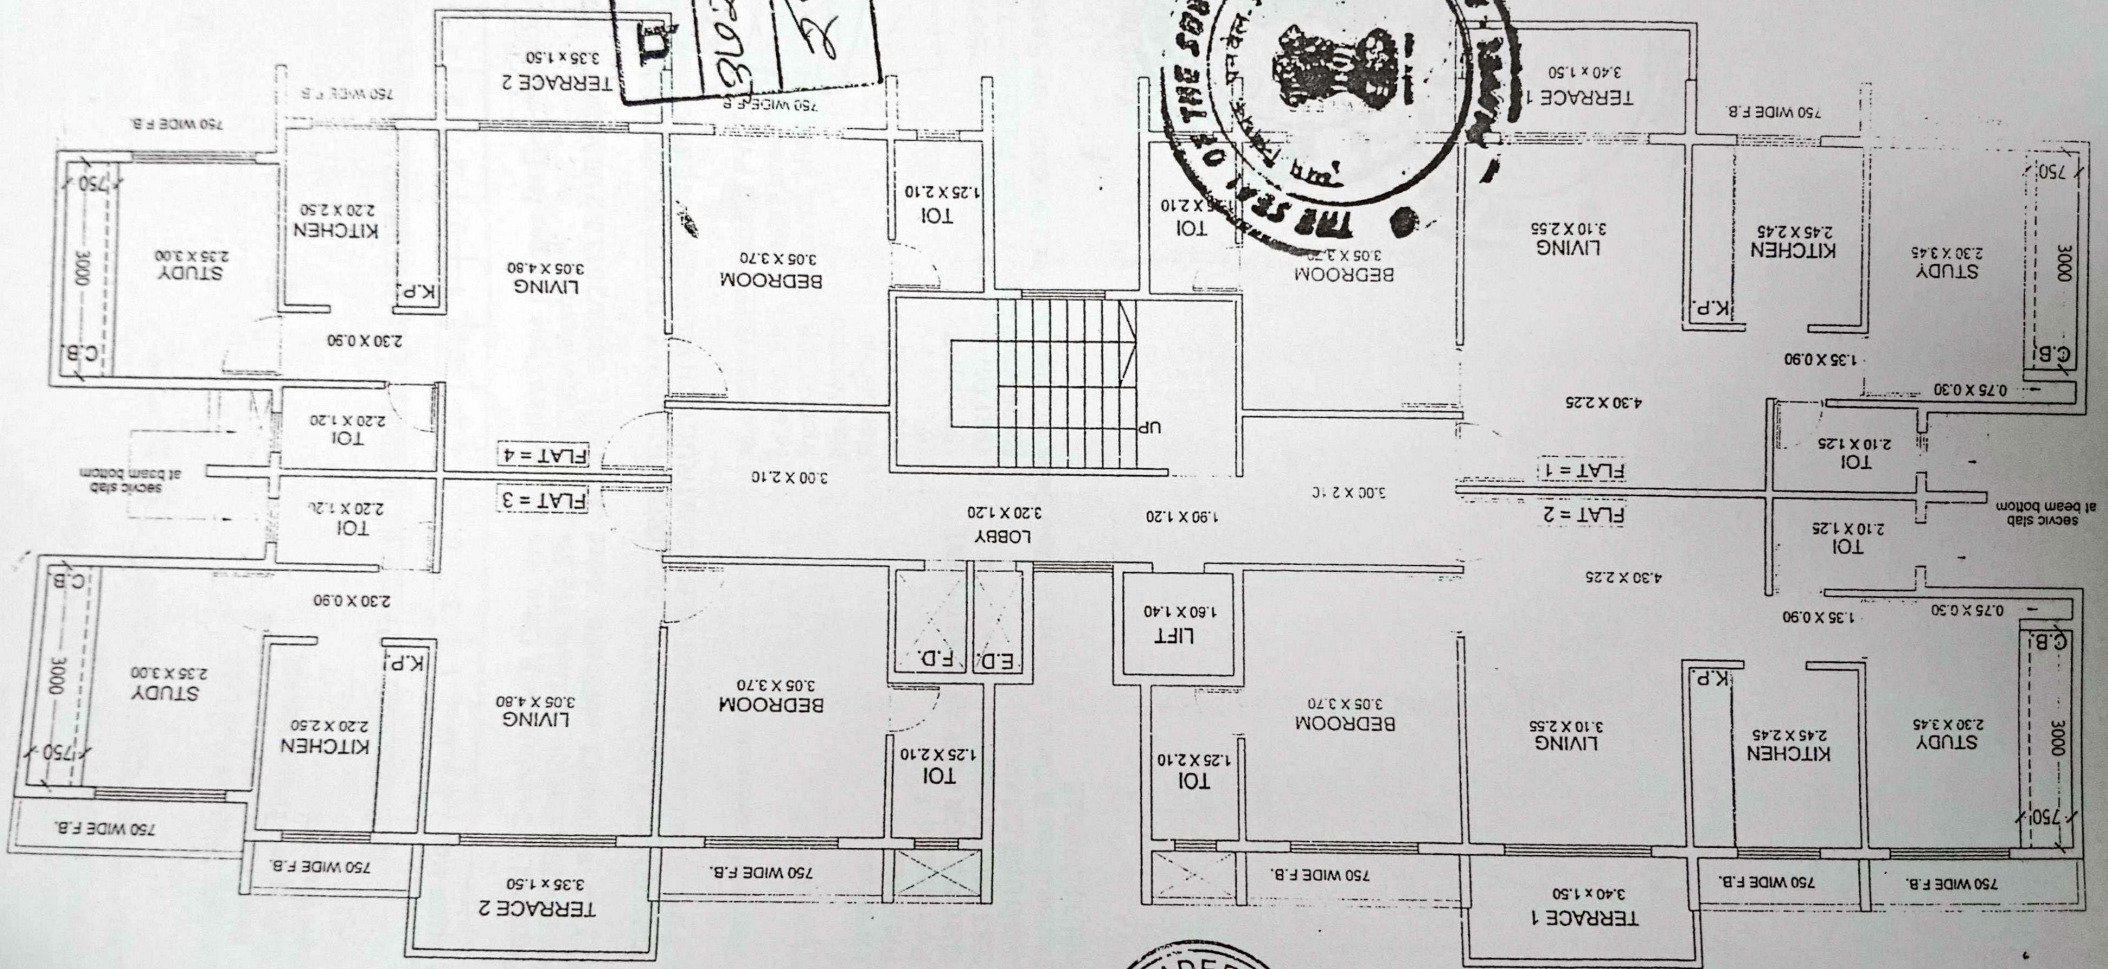 TERRACE 1
3.40 x 1.50
TERRACE 2
3.35 x 1.50
750 WIDE F.B.
750 WIDE F.B.
750 WIDE F.B.
750 WIDE F.B.
750 WIDE F.B.
750 WIDE F.B.
750
3000
C.B.
STUDY
2.30 X 3.45
KITCHEN
2.45 X 2.45
K.P.
LIVING
3.10 X 2.55
BEDROOM
3.05 X 3.70
TOI
1.25 X 2.10
TOI
1.25 X 2.10
BEDROOM
3.05 X 3.70
LIVING
3.05 X 4.80
KITCHEN
2.20 X 2.50
K.P.
STUDY
2.35 X 3.00
750
3000
C.B.
0.75 X 0.30
1.35 X 0.90
4.30 X 2.25
LIFT
1.60 X 1.40
E.D.
F.D.
2.30 X 0.90
TOI
2.10 X 1.25
secvic slab
at beam bottom
FLAT = 2
FLAT = 1
3.00 X 2.10
1.90 X 1.20
LOBBY
3.20 X 1.20
3.00 X 2.10
FLAT = 3
FLAT = 4
TOI
2.20 X 1.20
secvic slab
at beam bottom
TOI
2.10 X 1.25
UP
TOI
2.20 X 1.20
0.75 X 0.30
1.35 X 0.90
4.30 X 2.25
2.30 X 0.90
C.B.
3000
750
STUDY
2.30 X 3.45
KITCHEN
2.45 X 2.45
K.P.
LIVING
3.10 X 2.55
BEDROOM
3.05 X 3.70
TOI
TOI
1.25 X 2.10
BEDROOM
3.05 X 3.70
LIVING
3.05 X 4.80
KITCHEN
2.20 X 2.50
K.P.
STUDY
2.35 X 3.00
C.B.
3000
750
750 WIDE F.B.
TERRACE 1
3.40 x 1.50
750 WIDE F.B.
TERRACE 2
3.35 x 1.50
750 WIDE F.B.
750 WIDE F.B.
THE SEAL OF THE SUB
पनवेल